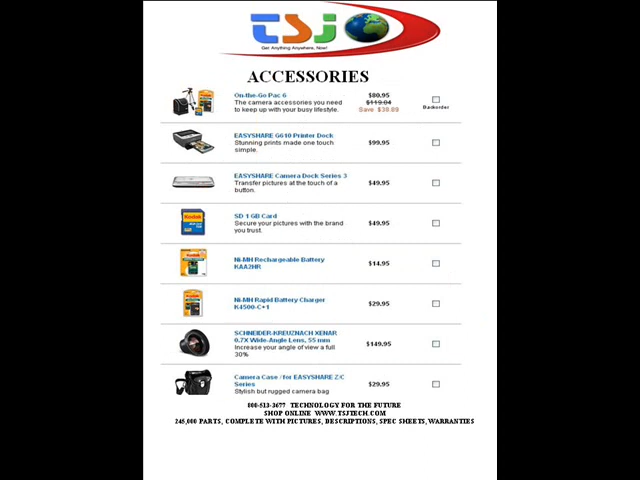 TSJ
Get Anything Anywhere, Now!
ACCESSORIES
On-the-Go Pac 6
The camera accessories you need
to keep up with your busy lifestyle.
$80.95
$119.84
Save $38.89
Backorder
EASYSHARE G610 Printer Dock
Stunning prints made one touch
simple.
$99.95
EASYSHARE Camera Dock Series 3
Transfer pictures at the touch of a
button.
$49.95
Kodak
SD 1 GB Card
Secure your pictures with the brand
you trust.
$49.95
Kodak
Ni-MH Rechargeable Battery
KAA2HR
$14.95
Kodak
Ni-MH Rapid Battery Charger
K4500-C+1
$29.95
SCHNEIDER-KREUZNACH XENAR
0.7X Wide-Angle Lens, 55 mm
Increase your angle of view a full
30%
$149.95
Camera Case / for EASYSHARE Z/C
Series
Stylish but rugged camera bag
$29.95
800-513-3677 TECHNOLOGY FOR THE FUTURE
SHOP ONLINE WWW.TSJTECH.COM
245,000 PARTS, COMPLETE WITH PICTURES, DESCRIPTIONS, SPEC SHEETS,WARRANTIES